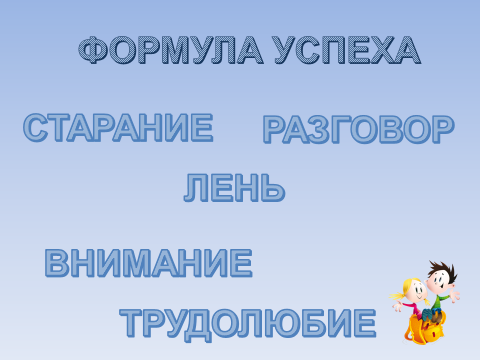 ФОРМУЛА УСПЕХА
СТАРАНИЕ РАЗГОВОР
ЛЕНЬ
ВНИМАНИЕ
ТРУДОЛЮБИЕ